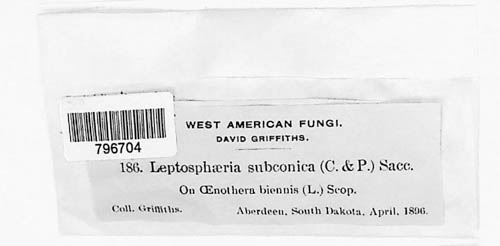 WEST AMERICAN FUNGI.
DAVID GRIFFITHS.
796704
186. Leptosphæria subconica (C. & P.) Sacc.
On Œnothera biennis (L.) Scop.
Coll. Griffiths. Aberdeen, South Dakota, April, 1896.